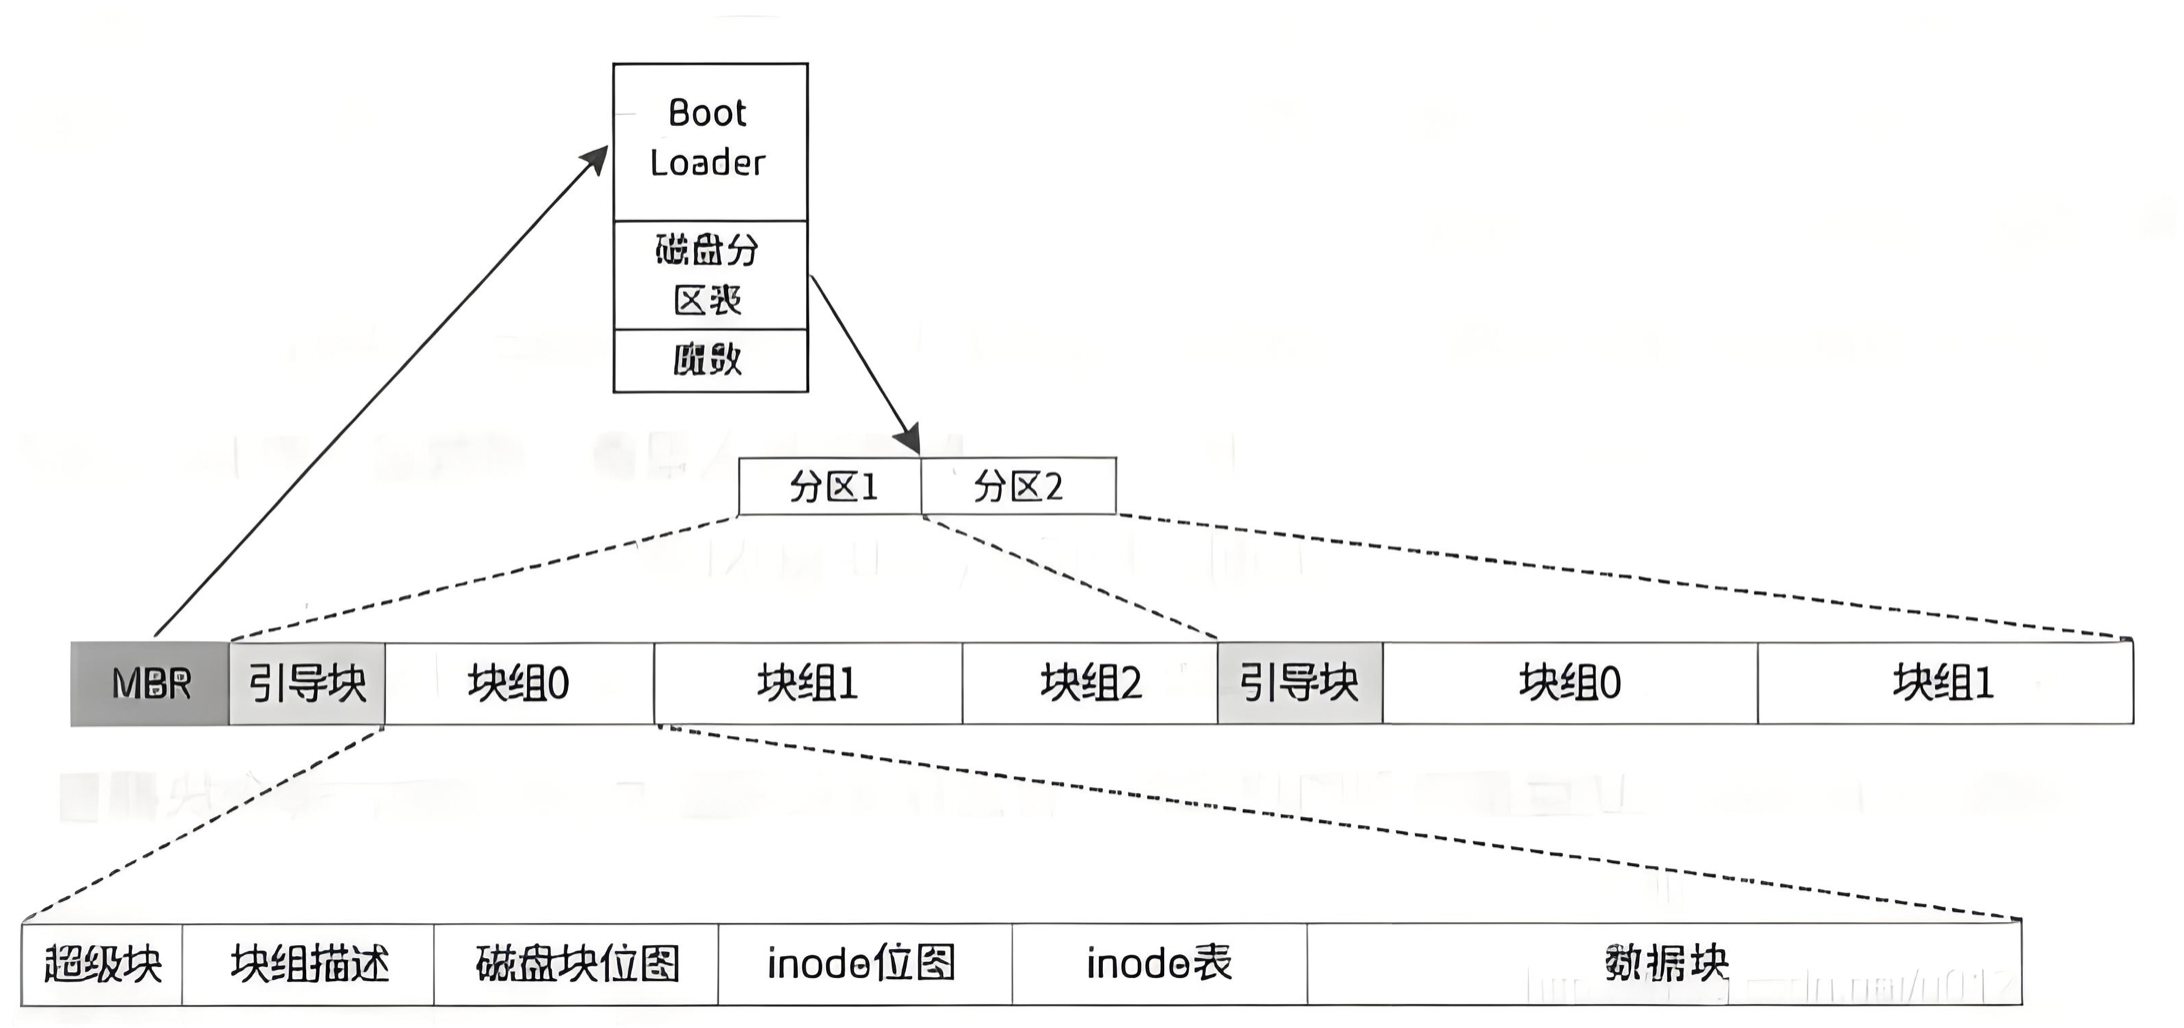 Boot
Loader
磁盘分
区表
魔数
分区1 分区2
MBR 引导块 块组0 块组1 块组2 引导块 块组0 块组1
超级块 块组描述 磁盘块位图 inode位图 inode表 数据块